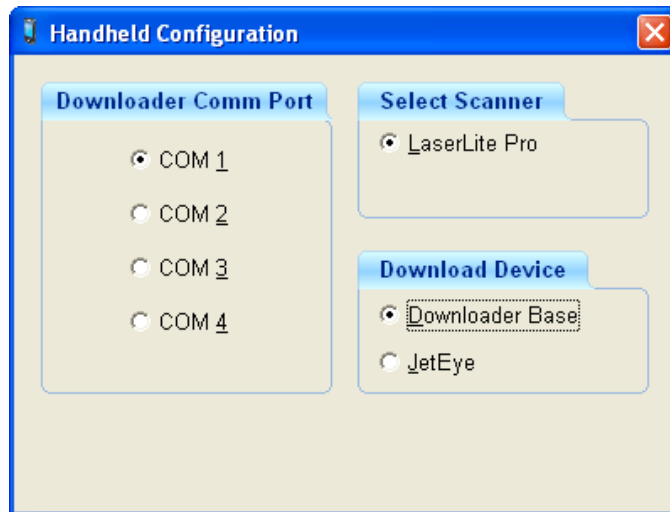 Handheld Configuration
Downloader Comm Port
COM 1
COM 2
COM 3
COM 4
Select Scanner
LaserLite Pro
Download Device
Downloader Base
JetEye